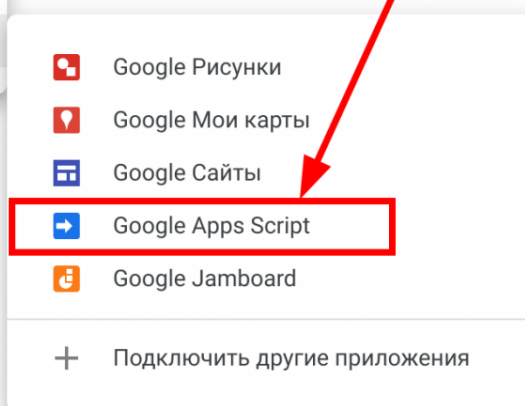 Google Рисунки
Google Мои карты
Google Сайты
Google Apps Script
Google Jamboard
Подключить другие приложения